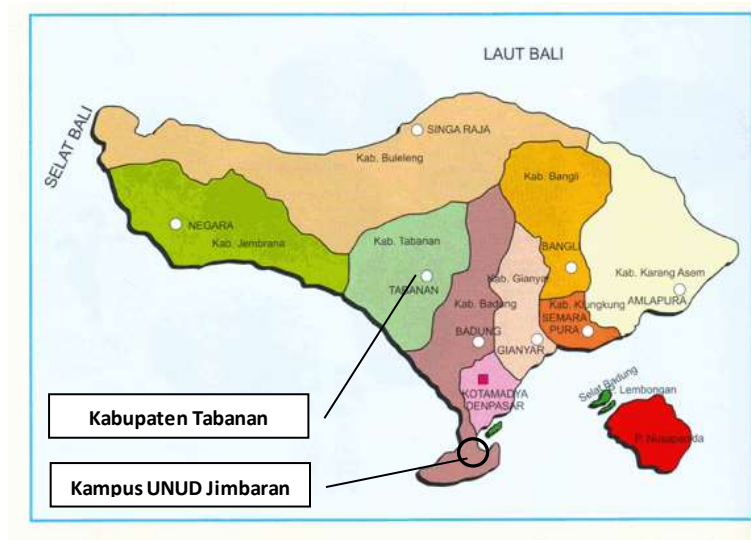 LAUT BALI
SELAT BALI
SINGA RAJA
Kab. Buleleng
Kab. Bangli
NEGARA
Kab. Jembrana
Kab. Tabanan
BANGLI
TABANAN
Kab. Gianyar
Kab. Karang Asem
Kab. Badung
Kab. Klungkung
AMLAPURA
SEMARA
PURA
BADUNG
GIANYAR
KOTAMADYA
DENPASAR
Selat Badung
Lembongan
P. Nusapenida
Kabupaten Tabanan
Kampus UNUD Jimbaran